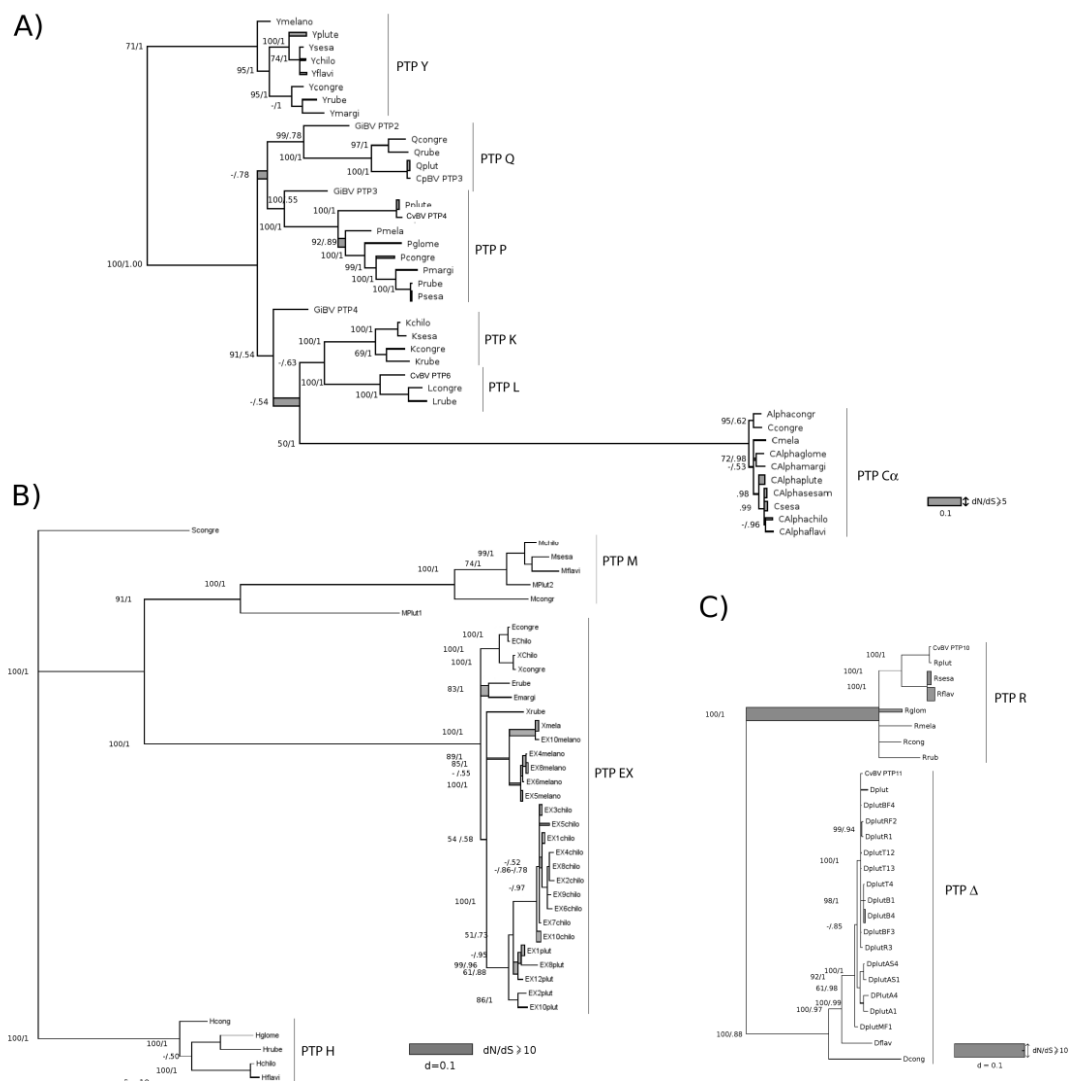 A)
Ymelano
Yplute
Ysesa
Ychilo
Yflavi
Ycongre
Yrube
Ymargi
71/1
100/1
74/1
95/1
95/1
-/1
PTP Y
GiBV PTP2
Qcongre
Qrube
Qplut
CpBV PTP3
99/.78
97/1
100/1
100/1
-/.78
PTP Q
GiBV PTP3
Pplute
CvBV PTP4
Pmela
Pglome
Pcongre
Pmargi
Prube
Psesa
100/.55
100/1
100/1
92/.89
100/1
99/1
100/1
100/1
100/1.00
PTP P
GiBV PTP4
Kchilo
Ksesa
Kcongre
Krube
100/1
100/1
69/1
91/.54
-/.63
PTP K
CvBV PTP6
Lcongre
Lrube
100/1
100/1
-/.54
50/1
PTP L
Alphacongr
Ccongre
Cmela
CAlphaglome
CAlphamargi
CAlphaplute
CAlphasesam
Csesa
CAlphachilo
CAlphaflavi
95/.62
72/.98
-/.53
.98
.99
-/.96
PTP Cα
dN/dS⩾5
0.1
B)
Scongre
Mchilo
Msesa
Mflavi
MPlut2
Mcongr
MPlut1
99/1
74/1
100/1
100/1
91/1
100/1
PTP M
Econgre
EChilo
XChilo
Xcongre
Erube
Emargi
Xrube
Xmela
EX10melano
EX4melano
EX8melano
EX6melano
EX5melano
EX3chilo
EX5chilo
EX1chilo
EX4chilo
EX8chilo
EX2chilo
EX9chilo
EX6chilo
EX7chilo
EX10chilo
EX1plut
EX8plut
EX12plut
EX2plut
EX10plut
100/1
100/1
100/1
83/1
100/1
100/1
89/1
85/1
- /.55
100/1
54 /.58
-/.52
-/.86-/.78
-/.97
100/1
51/.73
-/.95
99/.96
61/.88
86/1
PTP EX
Hcong
Hglome
Hrube
Hchilo
Hflavi
100/1
100/1
-/.50
100/1
PTP H
dN/dS⩾10
d=0.1
C)
CvBV PTP10
Rplut
Rsesa
Rflav
Rglom
Rmela
Rcong
Rrub
100/1
100/1
100/1
100/1
PTP R
CvBV PTP11
Dplut
DplutBF4
DplutRF2
DplutR1
DplutT12
DplutT13
DplutT4
DplutB1
DplutB4
DplutBF3
DplutR3
DplutAS4
DplutAS1
DPlutA4
DplutA1
DplutMF1
Dflav
Dcong
99/.94
100/1
98/1
-/.85
100/1
92/1
61/.98
100/.99
100/.97
100/.88
PTP Δ
dN/dS⩾10
d = 0.1